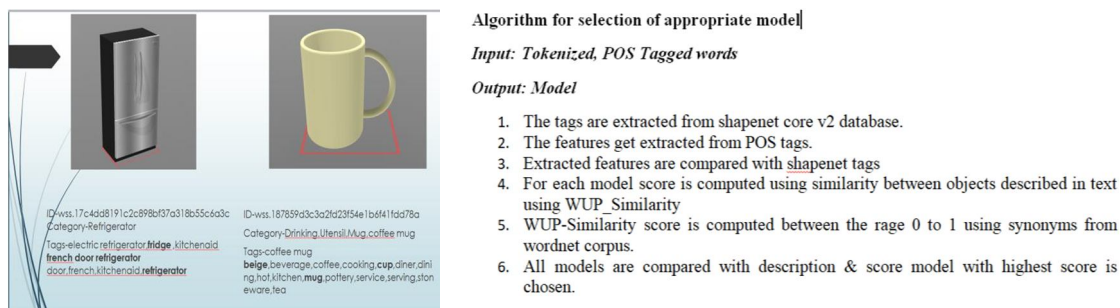 ID-wss.17c4dd8191c2c898bf37a318b55c6a3c
Category-Refrigerator
Tags-electric refrigerator,fridge ,kitchenaid
french door refrigerator
door,french,kitchenaid,refrigerator
ID-wss.187859d3c3a2fd23f54e1b6f41fdd78a
Category-Drinking,Utensil,Mug,coffee mug
Tags-coffee mug
beige,beverage,coffee,cooking,cup,diner,dini
ng,hot,kitchen,mug,pottery,service,serving,ston
eware,tea
Algorithm for selection of appropriate model
Input: Tokenized, POS Tagged words
Output: Model
1. The tags are extracted from shapenet core v2 database.
2. The features get extracted from POS tags.
3. Extracted features are compared with shapenet tags
4. For each model score is computed using similarity between objects described in text
using WUP_Similarity
5. WUP-Similarity score is computed between the rage 0 to 1 using synonyms from
wordnet corpus.
6. All models are compared with description & score model with highest score is
chosen.